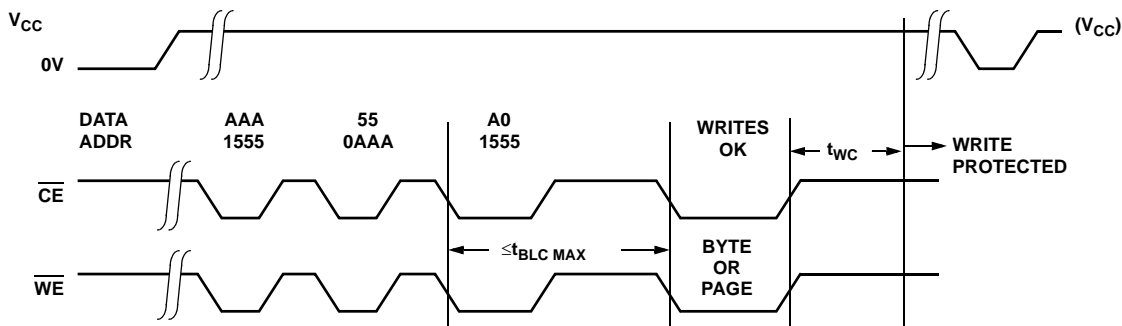 VCC
(VCC)
0V
DATA AAA 55 A0 WRITES
ADDR 1555 0AAA 1555 OK
tWC
WRITE
PROTECTED
CE
≤tBLC MAX
BYTE
OR
PAGE
WE